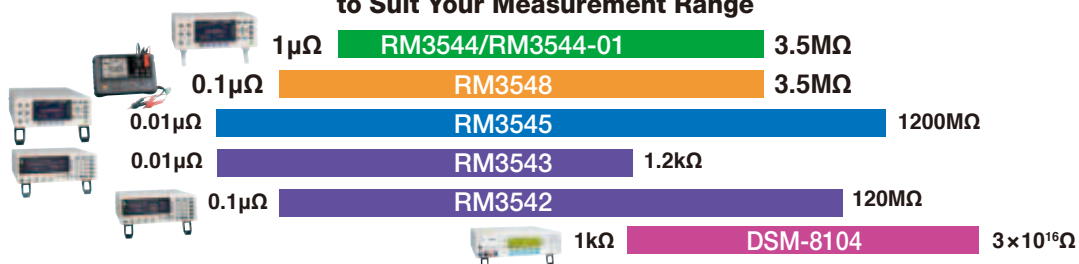 to Suit Your Measurement Range
1μΩ RM3544/RM3544-01 3.5MΩ
0.1μΩ RM3548 3.5MΩ
0.01μΩ RM3545 1200MΩ
0.01μΩ RM3543 1.2kΩ
0.1μΩ RM3542 120MΩ
1kΩ DSM-8104 3×10¹⁶Ω